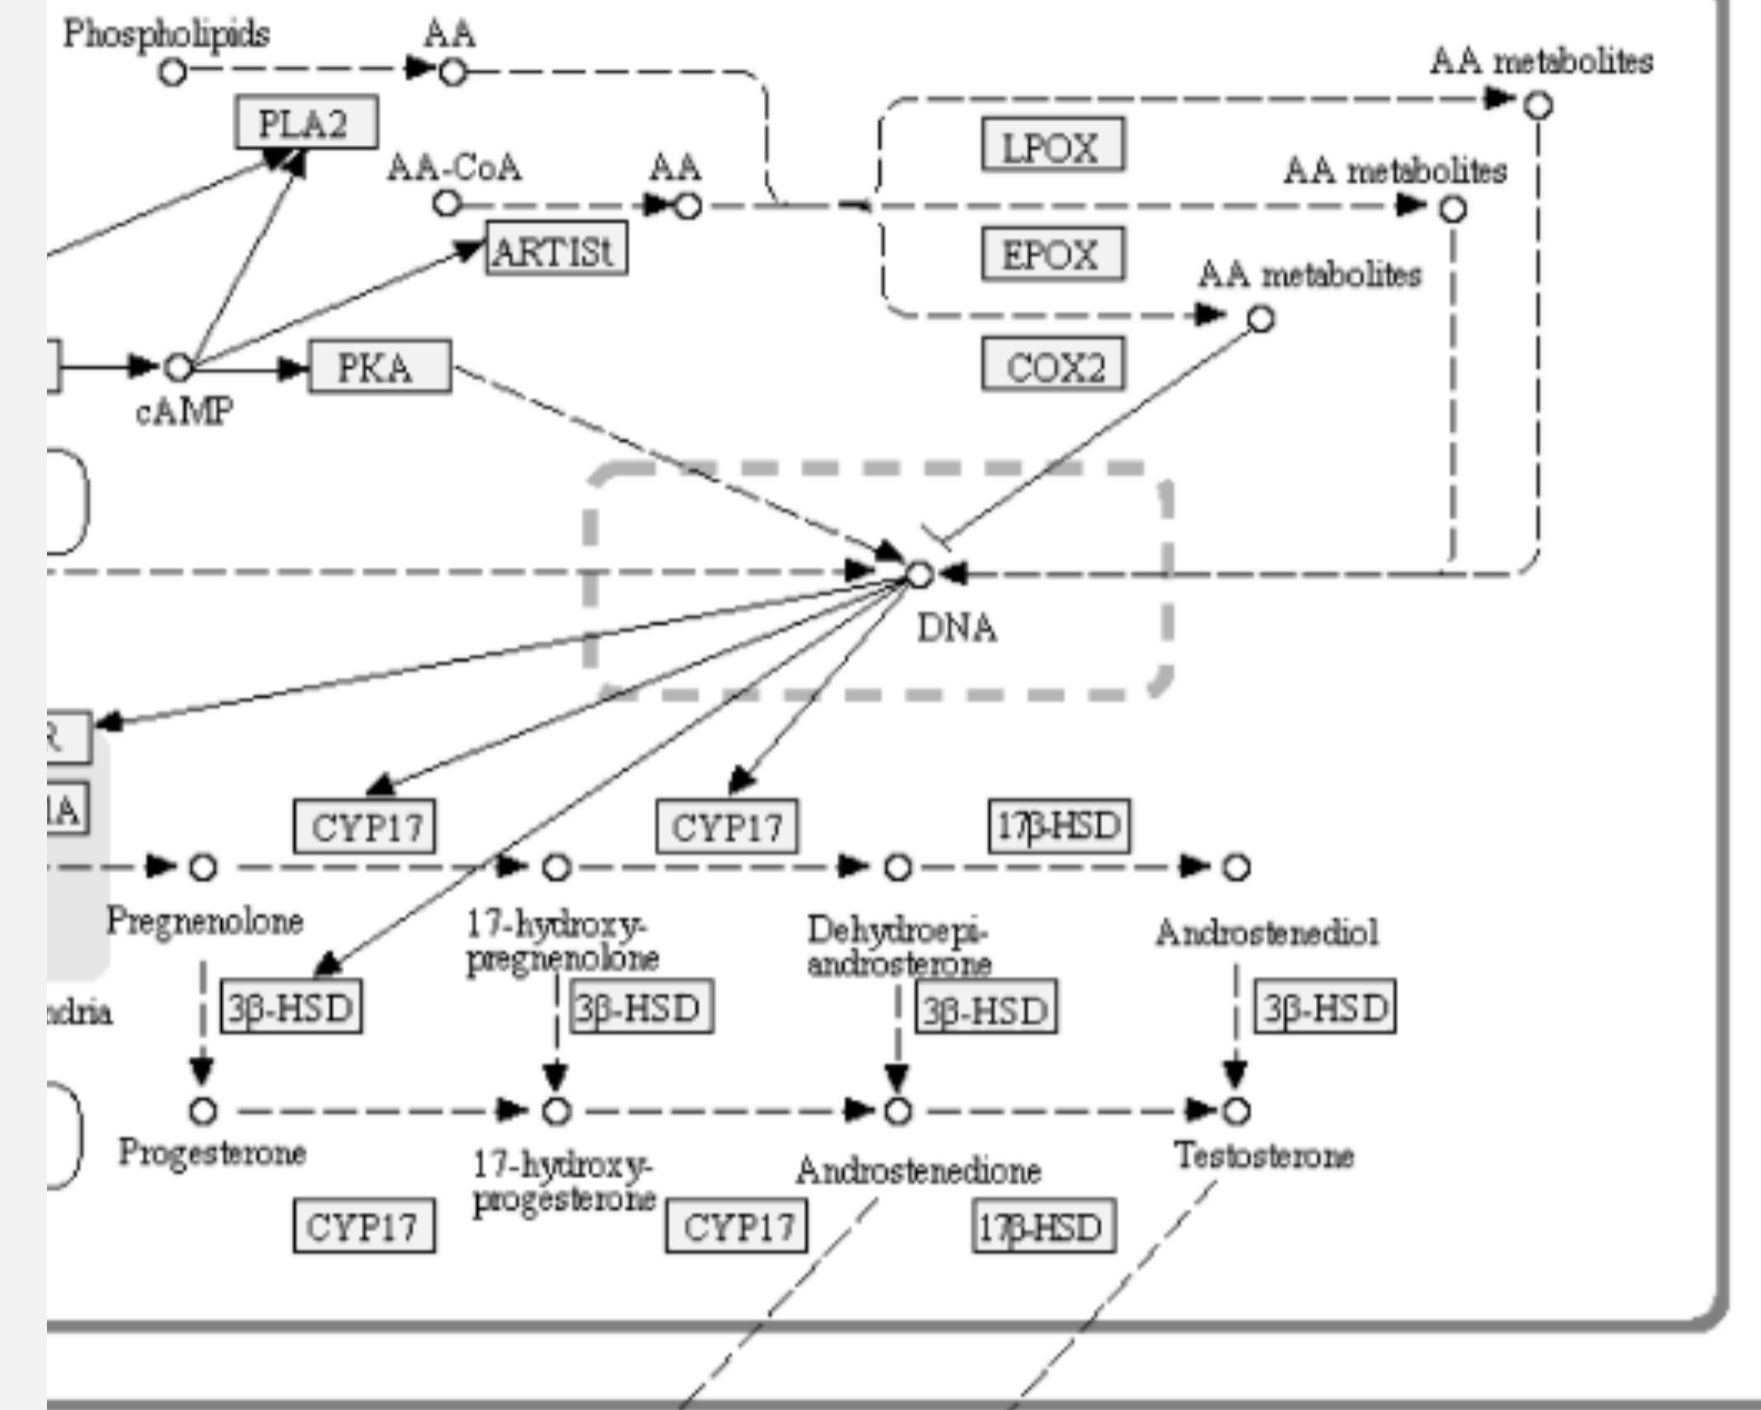 Phospholipids
AA
AA metabolites
PLA2
LPOX
AA-CoA
AA
AA metabolites
ARTISt
EPOX
AA metabolites
PKA
COX2
cAMP
DNA
R
1A
CYP17
CYP17
17β-HSD
Pregnenolone
17-hydroxy-
pregnenolone
Dehydroepi-
androsterone
Androstenediol
ndria
3β-HSD
3β-HSD
3β-HSD
3β-HSD
Progesterone
17-hydroxy-
progesterone
Androstenedione
Testosterone
CYP17
CYP17
17β-HSD